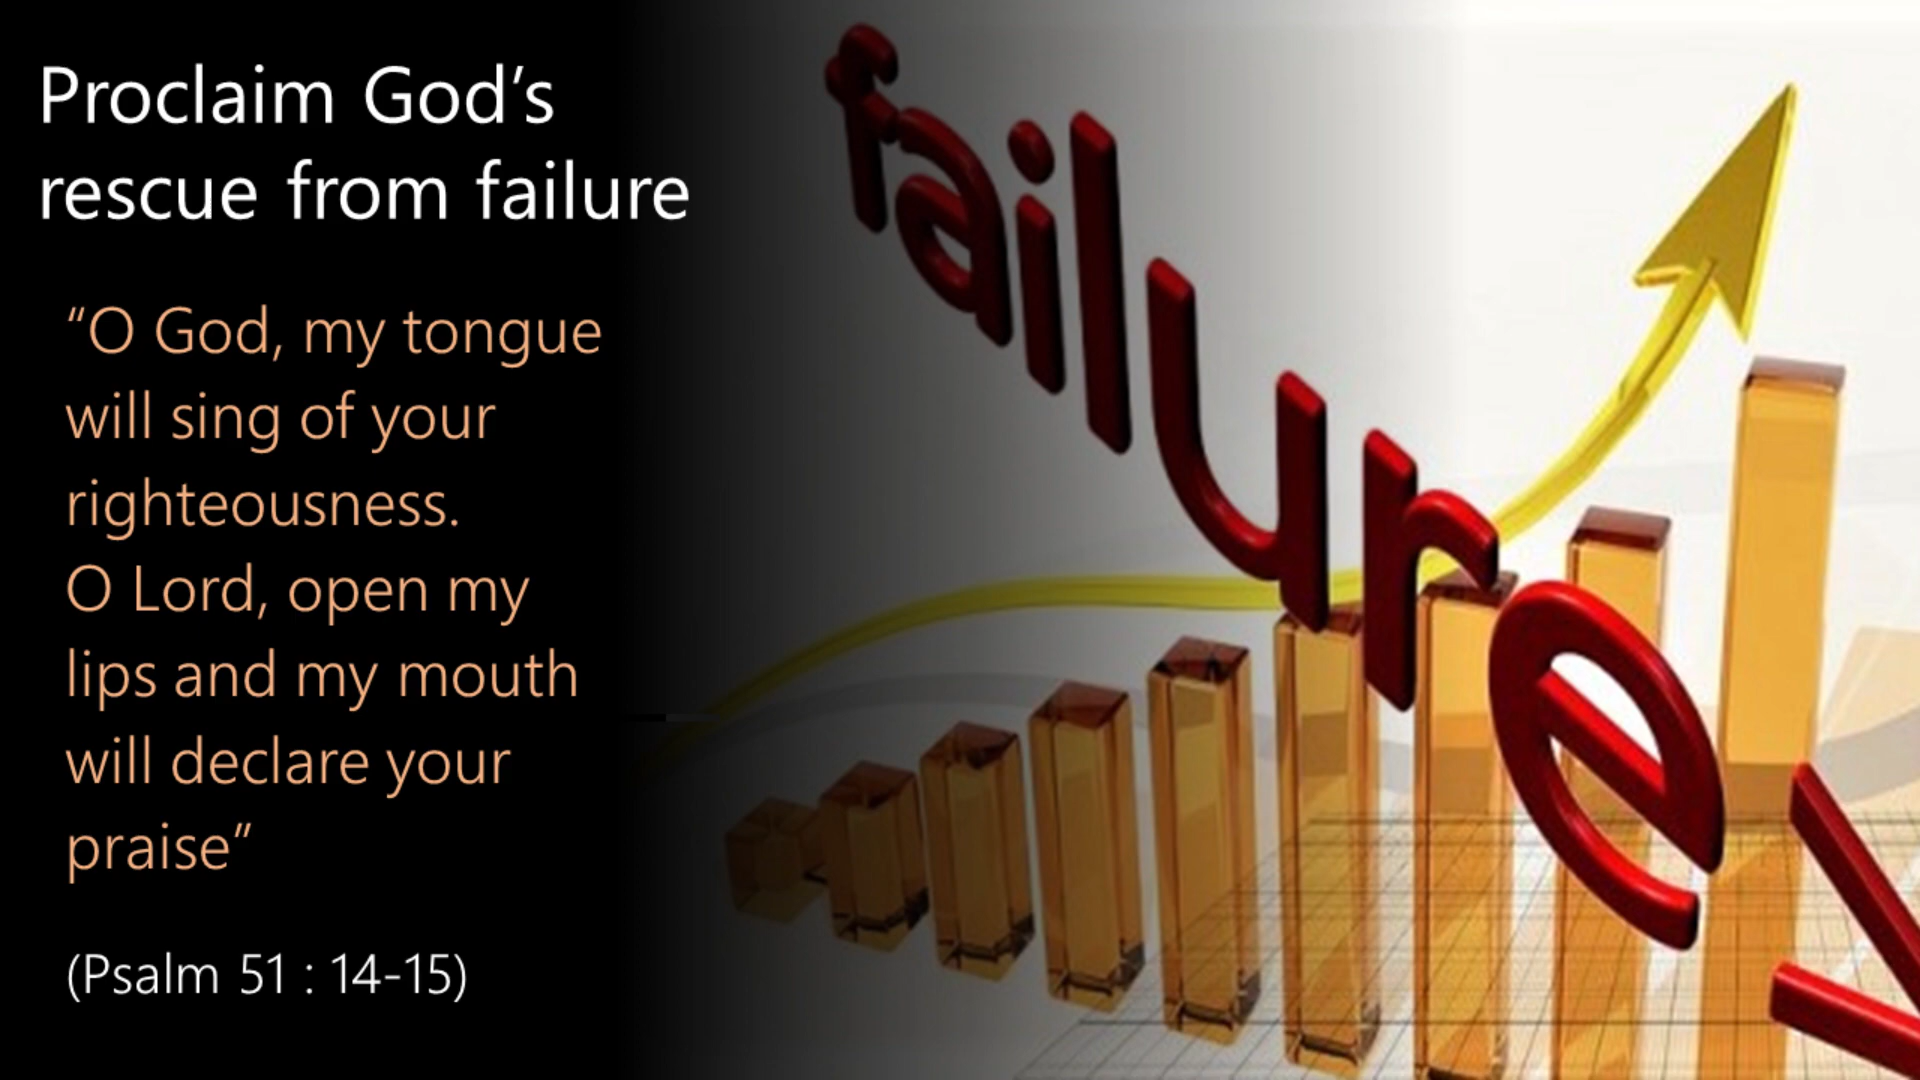 Proclaim God’s
rescue from failure
“O God, my tongue
will sing of your
righteousness.
O Lord, open my
lips and my mouth
will declare your
praise”
(Psalm 51 : 14-15)
failure